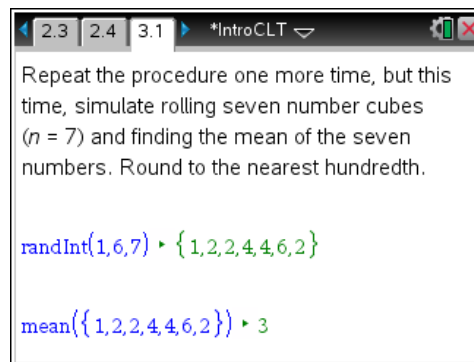 2.3 2.4 3.1 *IntroCLT
Repeat the procedure one more time, but this
time, simulate rolling seven number cubes
(n = 7) and finding the mean of the seven
numbers. Round to the nearest hundredth.
randInt(1,6,7) ▸ {1,2,2,4,4,6,2}
mean({1,2,2,4,4,6,2}) ▸ 3